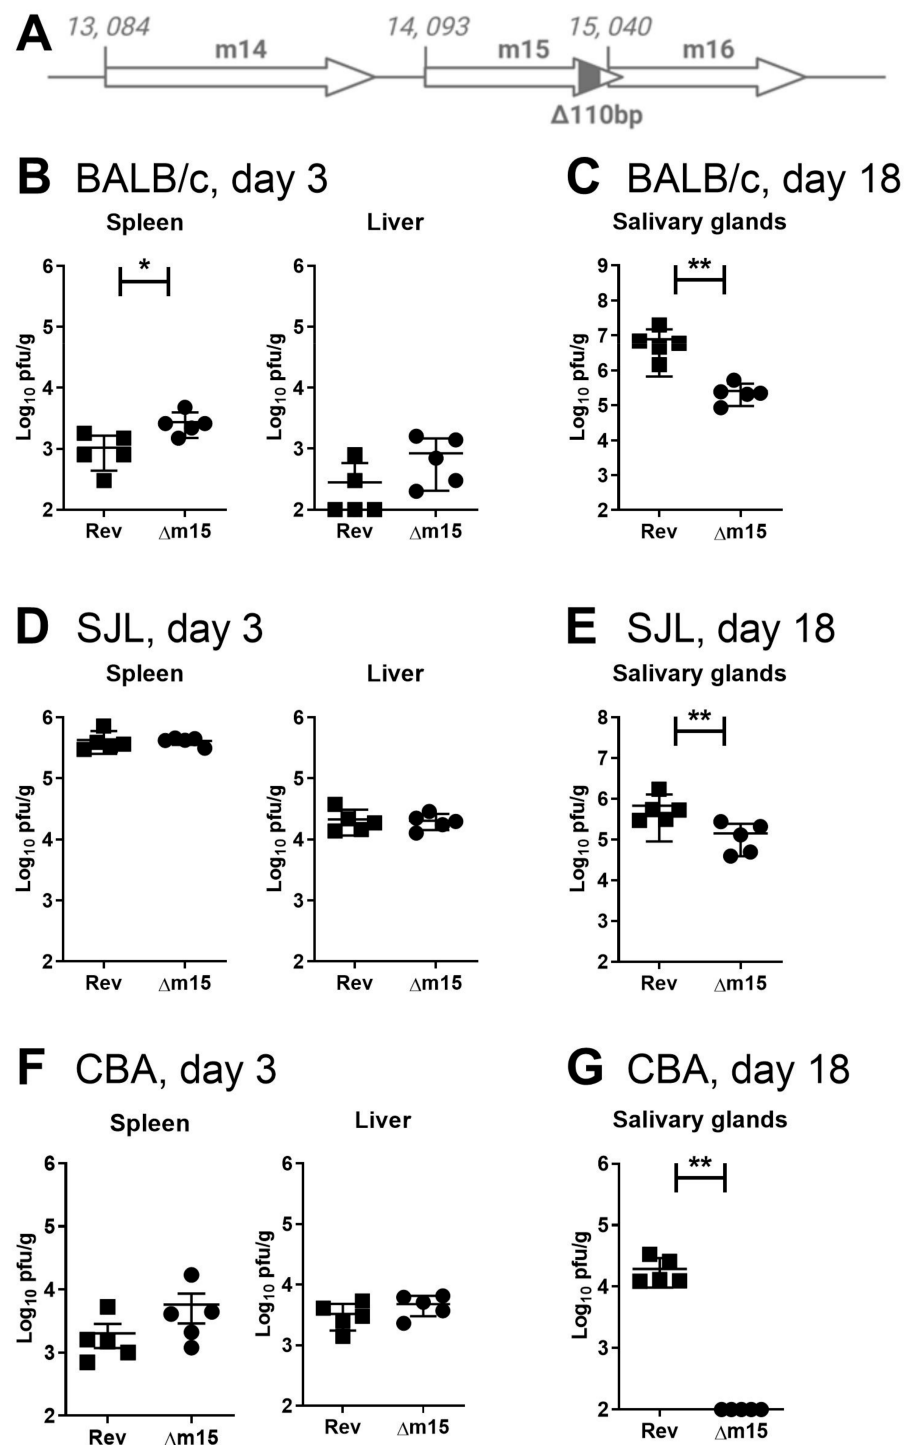 A
13, 084
14, 093
15, 040
m14
m15
m16
Δ110bp
B BALB/c, day 3
C BALB/c, day 18
Spleen
Liver
Salivary glands
*
**
Log10 pfu/g
6
5
4
3
2
Rev
Δm15
Log10 pfu/g
6
5
4
3
2
Rev
Δm15
Log10 pfu/g
9
8
7
6
5
4
3
2
Rev
Δm15
D SJL, day 3
E SJL, day 18
Spleen
Liver
Salivary glands
**
Log10 pfu/g
6
5
4
3
2
Rev
Δm15
Log10 pfu/g
6
5
4
3
2
Rev
Δm15
Log10 pfu/g
8
7
6
5
4
3
2
Rev
Δm15
F CBA, day 3
G CBA, day 18
Spleen
Liver
Salivary glands
**
Log10 pfu/g
6
5
4
3
2
Rev
Δm15
Log10 pfu/g
6
5
4
3
2
Rev
Δm15
Log10 pfu/g
6
5
4
3
2
Rev
Δm15